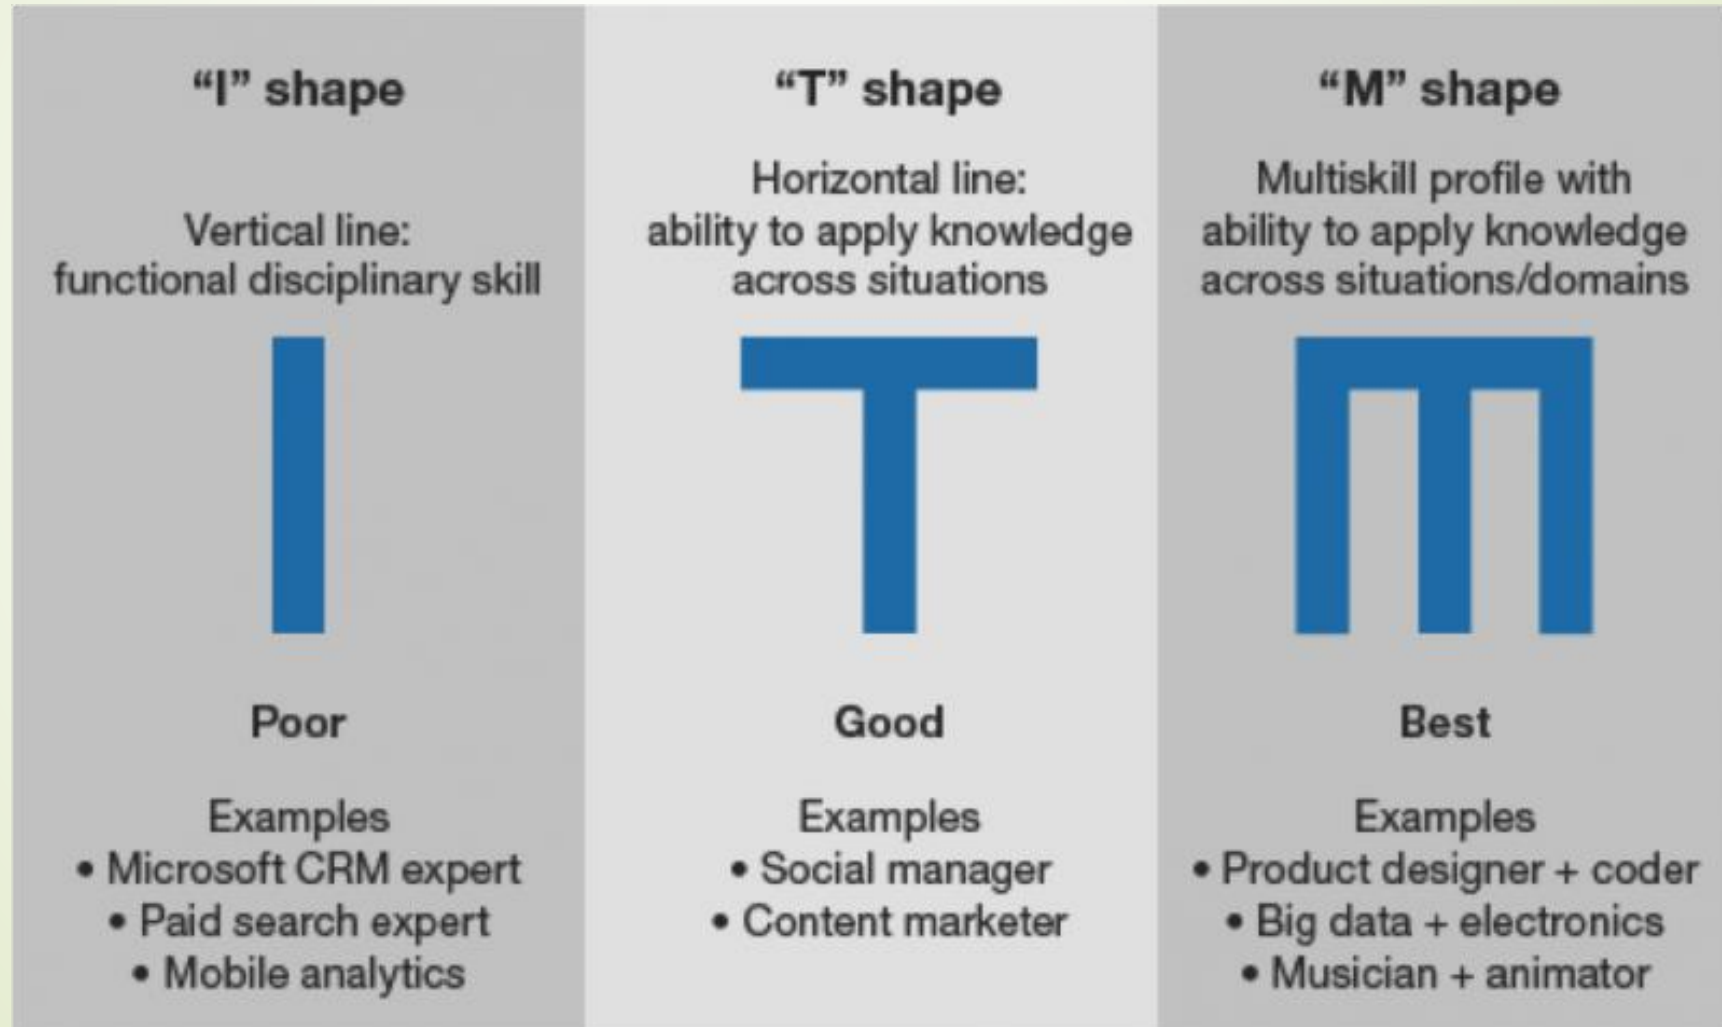 “I” shape
Vertical line:
functional disciplinary skill
Poor
Examples
• Microsoft CRM expert
• Paid search expert
• Mobile analytics
“T” shape
Horizontal line:
ability to apply knowledge
across situations
Good
Examples
• Social manager
• Content marketer
“M” shape
Multiskill profile with
ability to apply knowledge
across situations/domains
Best
Examples
• Product designer + coder
• Big data + electronics
• Musician + animator